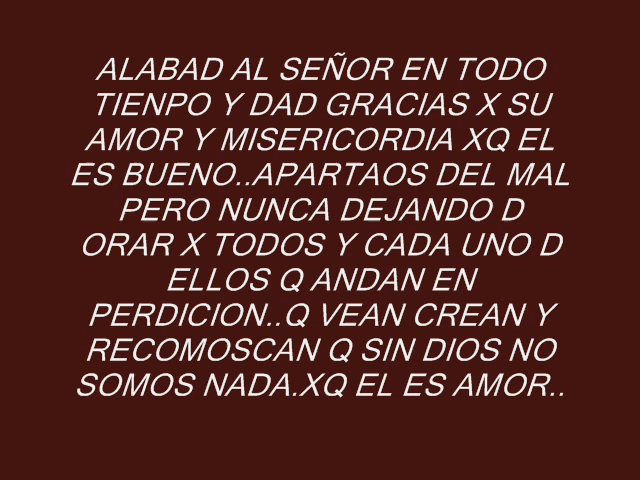 ALABAD AL SEÑOR EN TODO
TIENPO Y DAD GRACIAS X SU
AMOR Y MISERICORDIA XQ EL
ES BUENO..APARTAOS DEL MAL
PERO NUNCA DEJANDO D
ORAR X TODOS Y CADA UNO D
ELLOS Q ANDAN EN
PERDICION..Q VEAN CREAN Y
RECOMOSCAN Q SIN DIOS NO
SOMOS NADA.XQ EL ES AMOR..